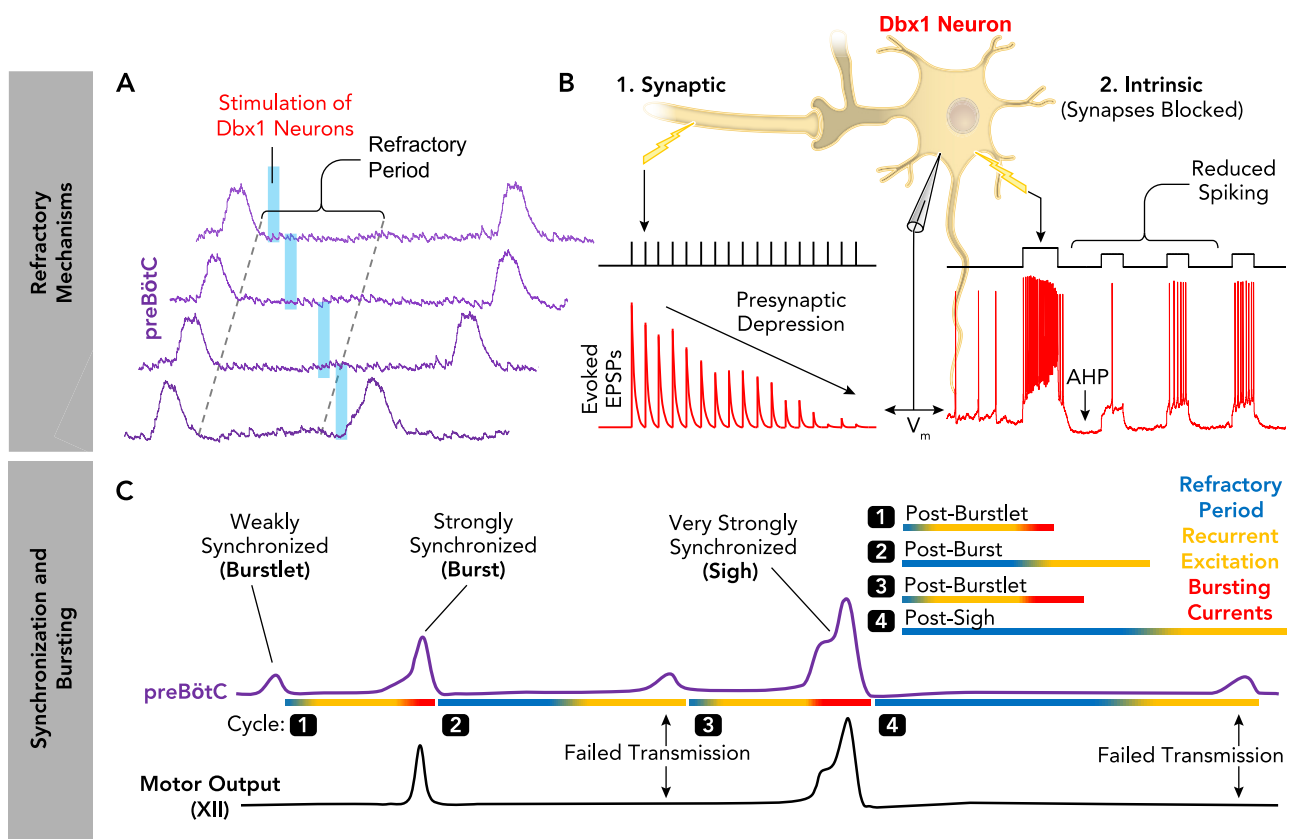 Refractory
Mechanisms
A
Stimulation of
Dbx1 Neurons
Refractory
Period
preBötC
B
Dbx1 Neuron
1. Synaptic
2. Intrinsic
(Synapses Blocked)
Reduced
Spiking
Presynaptic
Depression
Evoked
EPSPs
AHP
Vm
Synchronization and
Bursting
C
Weakly
Synchronized
(Burstlet)
Strongly
Synchronized
(Burst)
Very Strongly
Synchronized
(Sigh)
1 Post-Burstlet
2 Post-Burst
3 Post-Burstlet
4 Post-Sigh
Refractory
Period
Recurrent
Excitation
Bursting
Currents
preBötC
Cycle: 1 2 3 4
Failed Transmission
Failed Transmission
Motor Output
(XII)